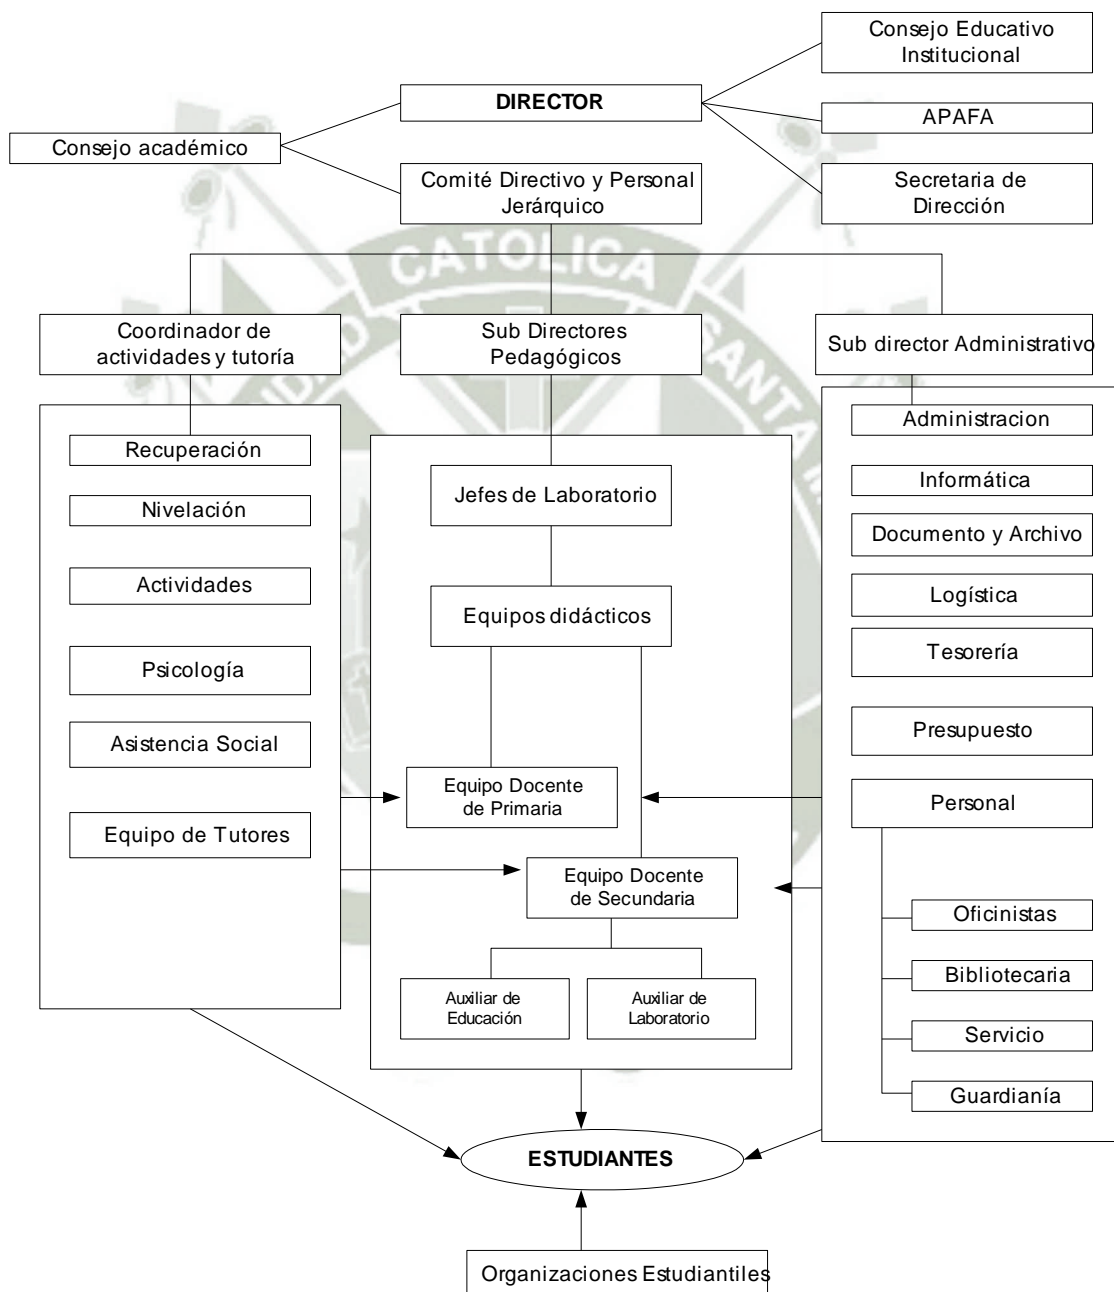 Consejo Educativo
Institucional
DIRECTOR
APAFA
Consejo académico
Comité Directivo y Personal
Jerárquico
Secretaria de
Dirección
CATOLICA
SANTA
Coordinador de
actividades y tutoría
Sub Directores
Pedagógicos
Sub director Administrativo
Recuperación
Nivelación
Actividades
Psicología
Asistencia Social
Equipo de Tutores
Jefes de Laboratorio
Equipos didácticos
Equipo Docente
de Primaria
Equipo Docente
de Secundaria
Auxiliar de
Educación
Auxiliar de
Laboratorio
Administracion
Informática
Documento y Archivo
Logística
Tesorería
Presupuesto
Personal
Oficinistas
Bibliotecaria
Servicio
Guardianía
ESTUDIANTES
Organizaciones Estudiantiles